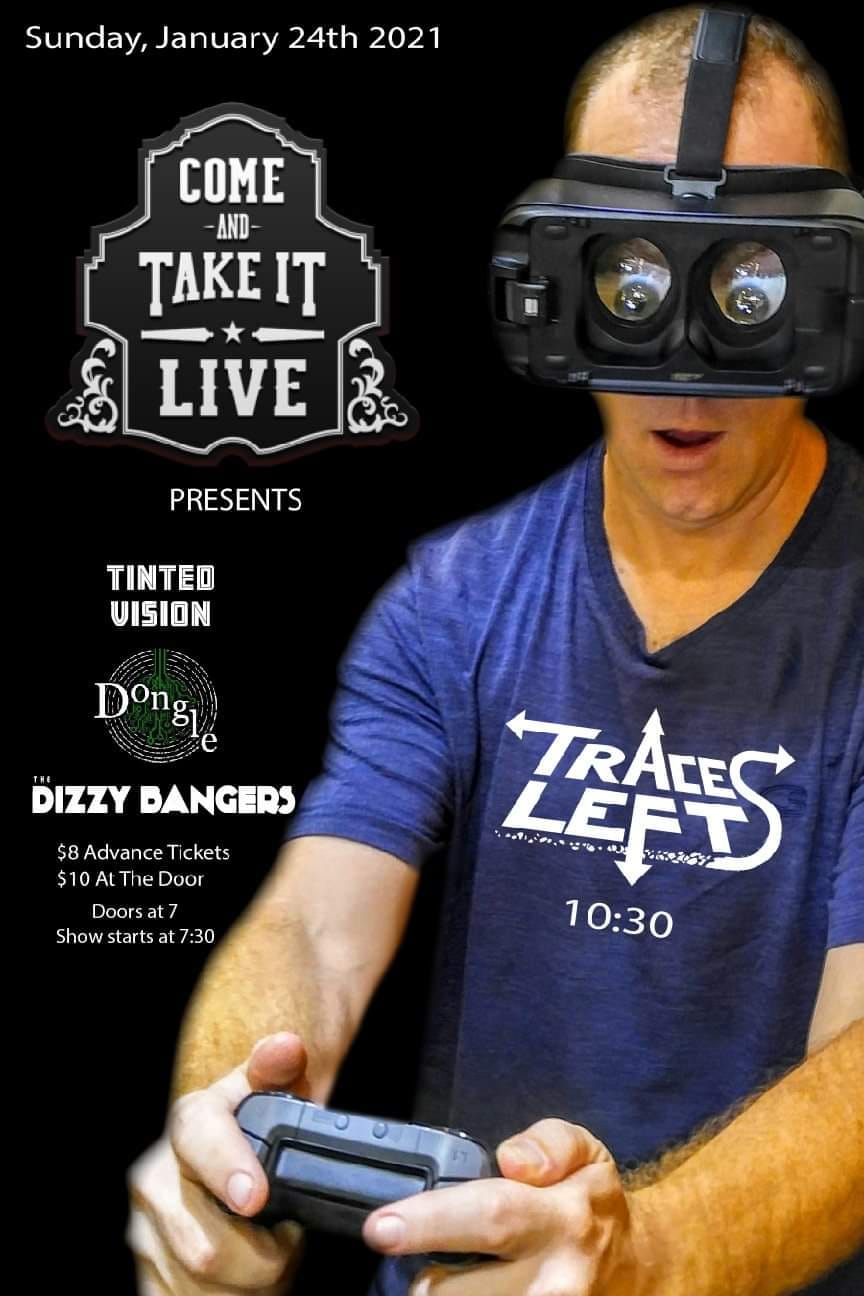 Sunday, January 24th 2021
COME
-AND-
TAKE IT
LIVE
PRESENTS
TINTED
VISION
Dongle
THE
DIZZY BANGERS
$8 Advance Tickets
$10 At The Door
Doors at 7
Show starts at 7:30
TRACES
LEFT
10:30